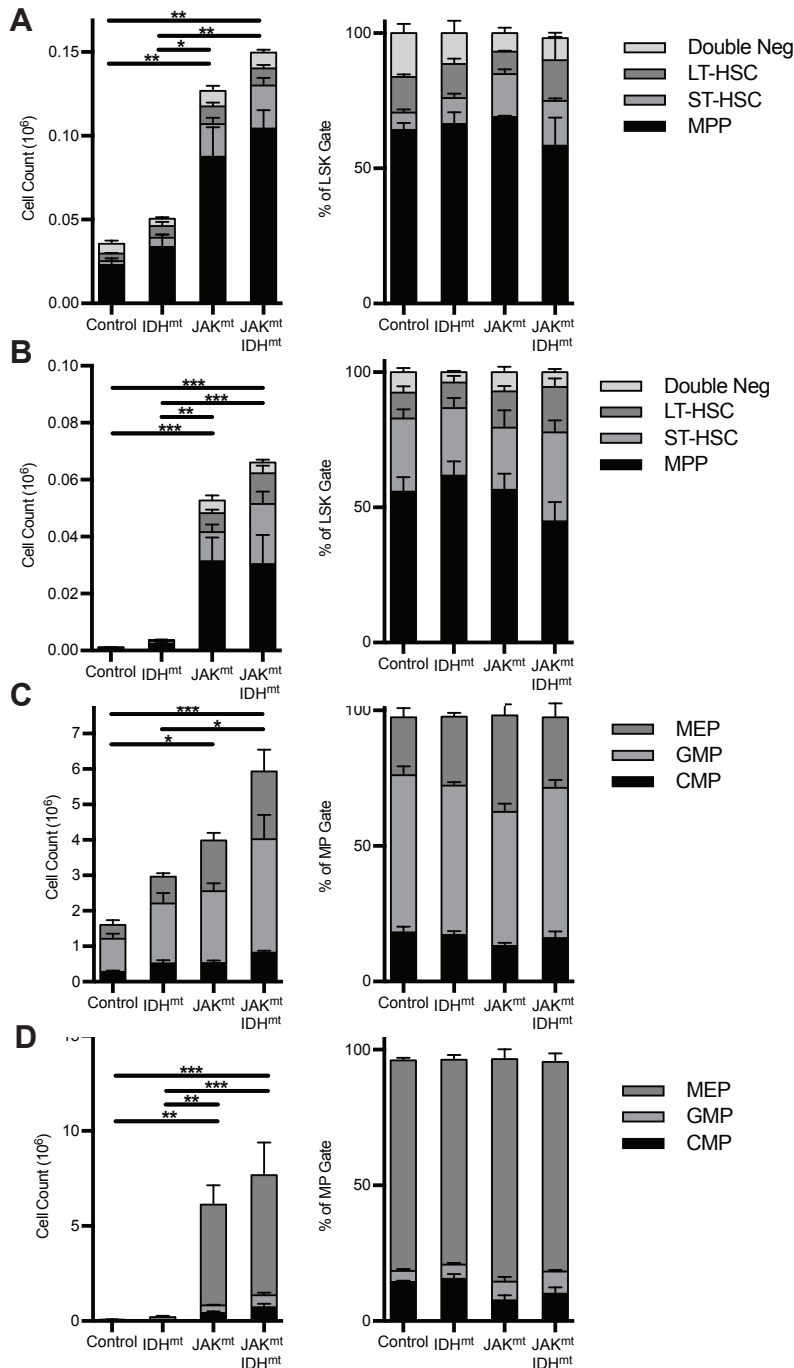 A
**
**
*
**
0.15
0.10
0.05
0.00
Cell Count (10⁶)
Control IDHᵐᵗ JAKᵐᵗ JAKᵐᵗ
IDHᵐᵗ
100
50
0
% of LSK Gate
Control IDHᵐᵗ JAKᵐᵗ JAKᵐᵗ
IDHᵐᵗ
Double Neg
LT-HSC
ST-HSC
MPP
B
***
***
**
***
0.10
0.08
0.06
0.04
0.02
0.00
Cell Count (10⁶)
Control IDHᵐᵗ JAKᵐᵗ JAKᵐᵗ
IDHᵐᵗ
100
50
0
% of LSK Gate
Control IDHᵐᵗ JAKᵐᵗ JAKᵐᵗ
IDHᵐᵗ
Double Neg
LT-HSC
ST-HSC
MPP
C
***
*
*
7
6
5
4
3
2
1
0
Cell Count (10⁶)
Control IDHᵐᵗ JAKᵐᵗ JAKᵐᵗ
IDHᵐᵗ
100
50
0
% of MP Gate
Control IDHᵐᵗ JAKᵐᵗ JAKᵐᵗ
IDHᵐᵗ
MEP
GMP
CMP
D
***
***
**
**
15
10
5
0
Cell Count (10⁶)
Control IDHᵐᵗ JAKᵐᵗ JAKᵐᵗ
IDHᵐᵗ
100
50
0
% of MP Gate
Control IDHᵐᵗ JAKᵐᵗ JAKᵐᵗ
IDHᵐᵗ
MEP
GMP
CMP